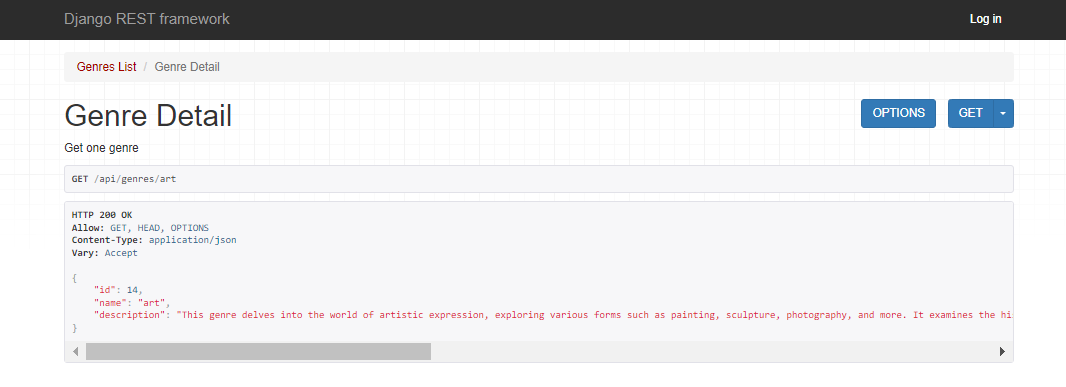 Django REST framework
Log in
Genres List / Genre Detail
Genre Detail
OPTIONS
GET
Get one genre
GET /api/genres/art
HTTP 200 OK
Allow: GET, HEAD, OPTIONS
Content-Type: application/json
Vary: Accept
{
"id": 14,
"name": "art",
"description": "This genre delves into the world of artistic expression, exploring various forms such as painting, sculpture, photography, and more. It examines the hi
}